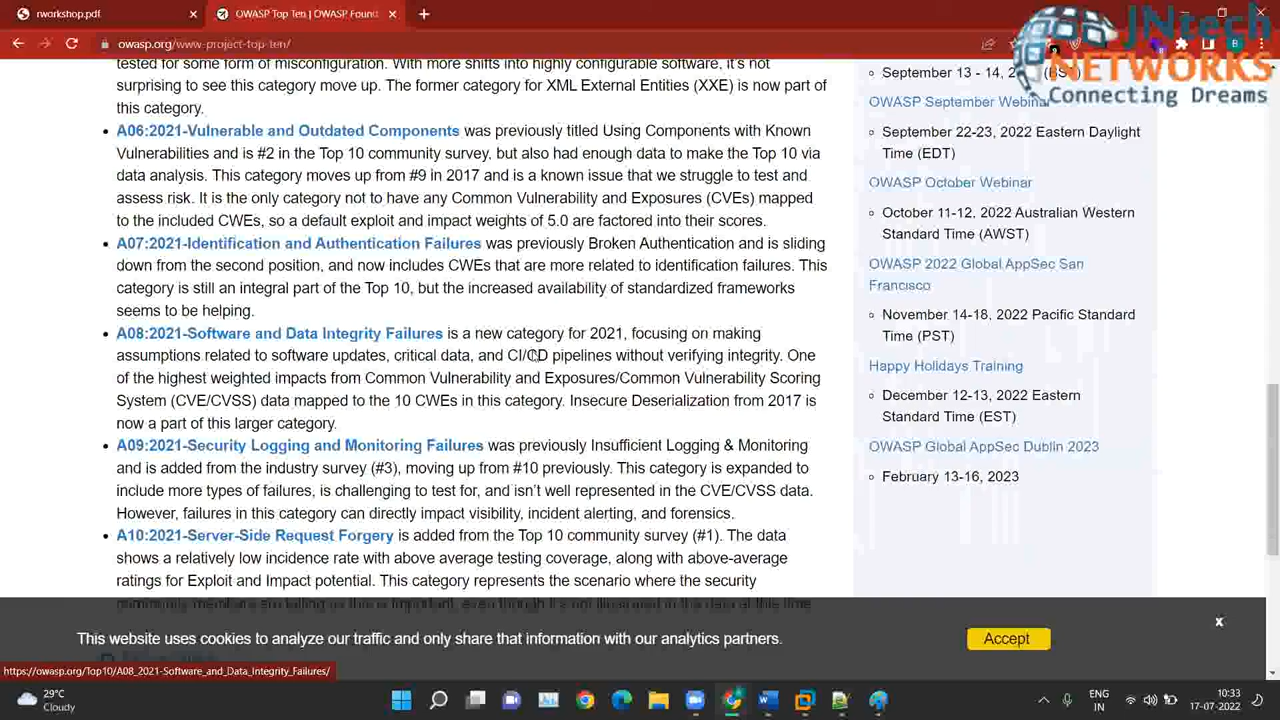 rworkshop.pdf
OWASP Top Ten | OWASP Found
owasp.org/www-project-top-ten/
JNtech
NETWORKS
Connecting Dreams
tested for some form of misconfiguration. With more shifts into highly configurable software, it's not
surprising to see this category move up. The former category for XML External Entities (XXE) is now part of
this category.
A06:2021-Vulnerable and Outdated Components was previously titled Using Components with Known
Vulnerabilities and is #2 in the Top 10 community survey, but also had enough data to make the Top 10 via
data analysis. This category moves up from #9 in 2017 and is a known issue that we struggle to test and
assess risk. It is the only category not to have any Common Vulnerability and Exposures (CVEs) mapped
to the included CWEs, so a default exploit and impact weights of 5.0 are factored into their scores.
A07:2021-Identification and Authentication Failures was previously Broken Authentication and is sliding
down from the second position, and now includes CWEs that are more related to identification failures. This
category is still an integral part of the Top 10, but the increased availability of standardized frameworks
seems to be helping.
A08:2021-Software and Data Integrity Failures is a new category for 2021, focusing on making
assumptions related to software updates, critical data, and CI/CD pipelines without verifying integrity. One
of the highest weighted impacts from Common Vulnerability and Exposures/Common Vulnerability Scoring
System (CVE/CVSS) data mapped to the 10 CWEs in this category. Insecure Deserialization from 2017 is
now a part of this larger category.
A09:2021-Security Logging and Monitoring Failures was previously Insufficient Logging & Monitoring
and is added from the industry survey (#3), moving up from #10 previously. This category is expanded to
include more types of failures, is challenging to test for, and isn't well represented in the CVE/CVSS data.
However, failures in this category can directly impact visibility, incident alerting, and forensics.
A10:2021-Server-Side Request Forgery is added from the Top 10 community survey (#1). The data
shows a relatively low incidence rate with above average testing coverage, along with above-average
ratings for Exploit and Impact potential. This category represents the scenario where the security
September 13 - 14,
OWASP September Webinar
September 22-23, 2022 Eastern Daylight
Time (EDT)
OWASP October Webinar
October 11-12, 2022 Australian Western
Standard Time (AWST)
OWASP 2022 Global AppSec San
Francisco
November 14-18, 2022 Pacific Standard
Time (PST)
Happy Holidays Training
December 12-13, 2022 Eastern
Standard Time (EST)
OWASP Global AppSec Dublin 2023
February 13-16, 2023
This website uses cookies to analyze our traffic and only share that information with our analytics partners.
Accept
x
https://owasp.org/Top10/A08_2021-Software_and_Data_Integrity_Failures/
29°C
Cloudy
ENG
IN
10:33
17-07-2022